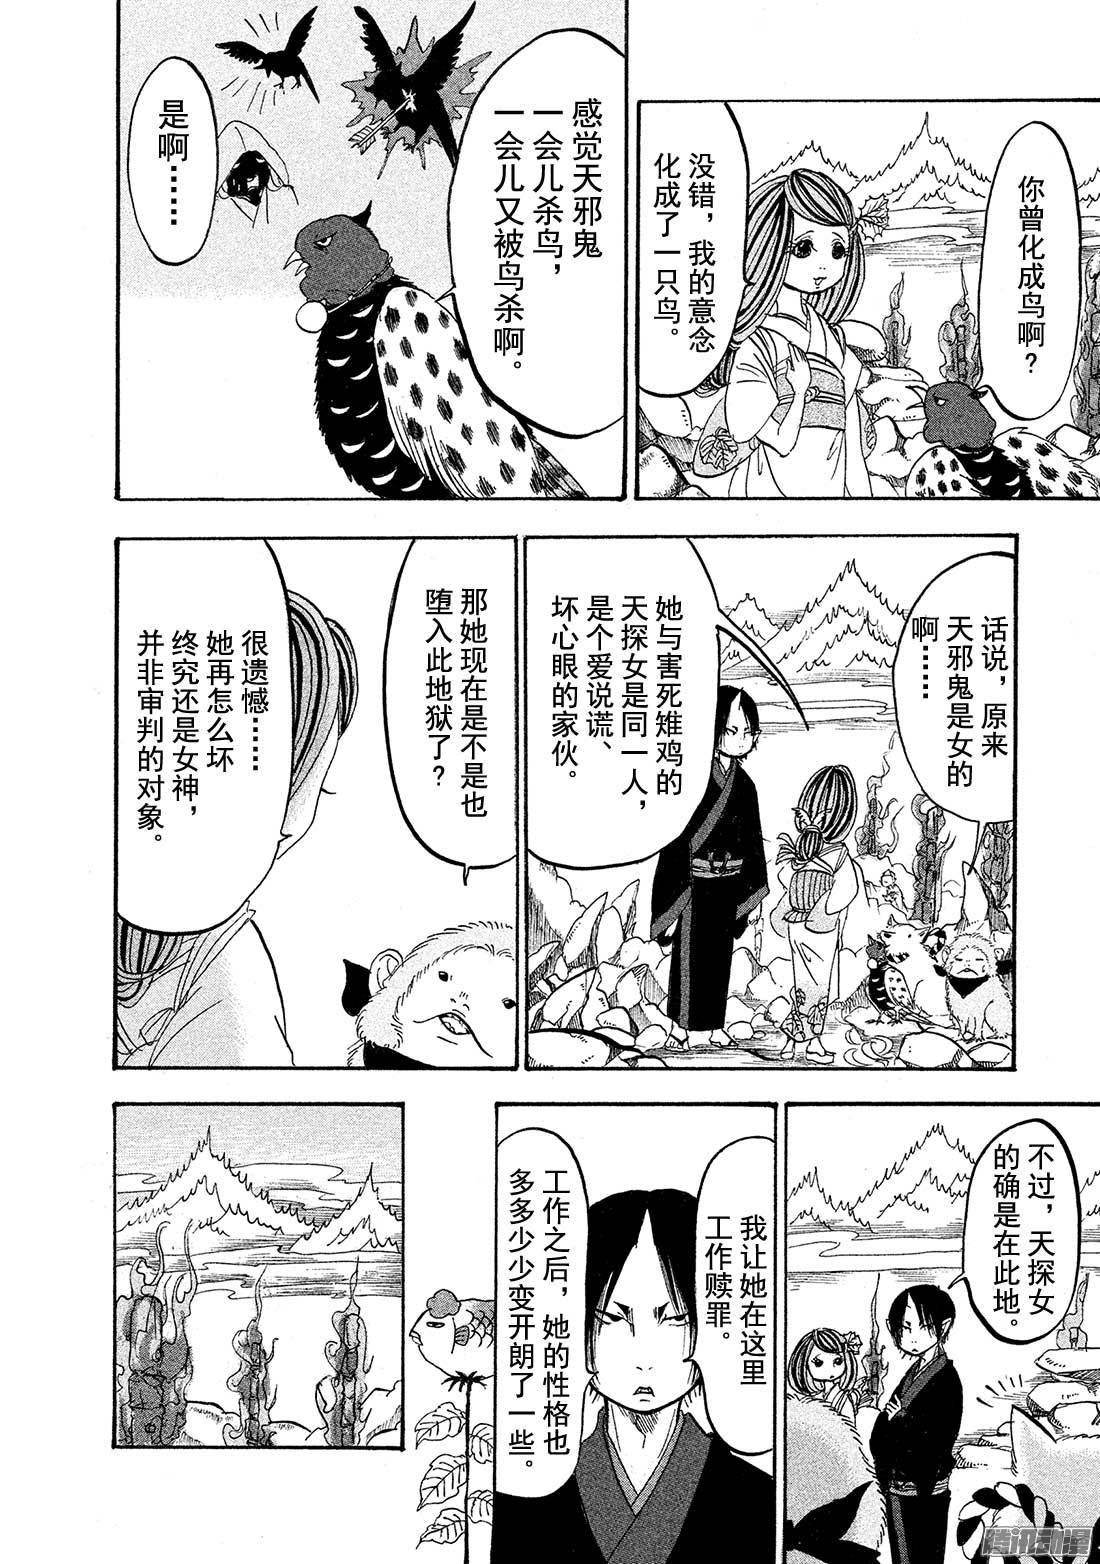 你曾化成鸟啊？
没错，我的意念
化成了一只鸟。
感觉天邪鬼
一会儿杀鸟，
一会儿又被鸟杀啊。
是啊……
话说，原来
天邪鬼是女的
啊……
她与害死雉鸡的
天探女是同一人，
是个爱说谎、
坏心眼的家伙。
那她现在是不是也
堕入此地狱了？
很遗憾……
她再怎么坏
终究还是女神，
并非审判的对象。
不过，天探女
的确是在此地。
我让她在这里
工作赎罪。
工作之后，她的性格也
多多少少变开朗了一些。
腾讯动漫